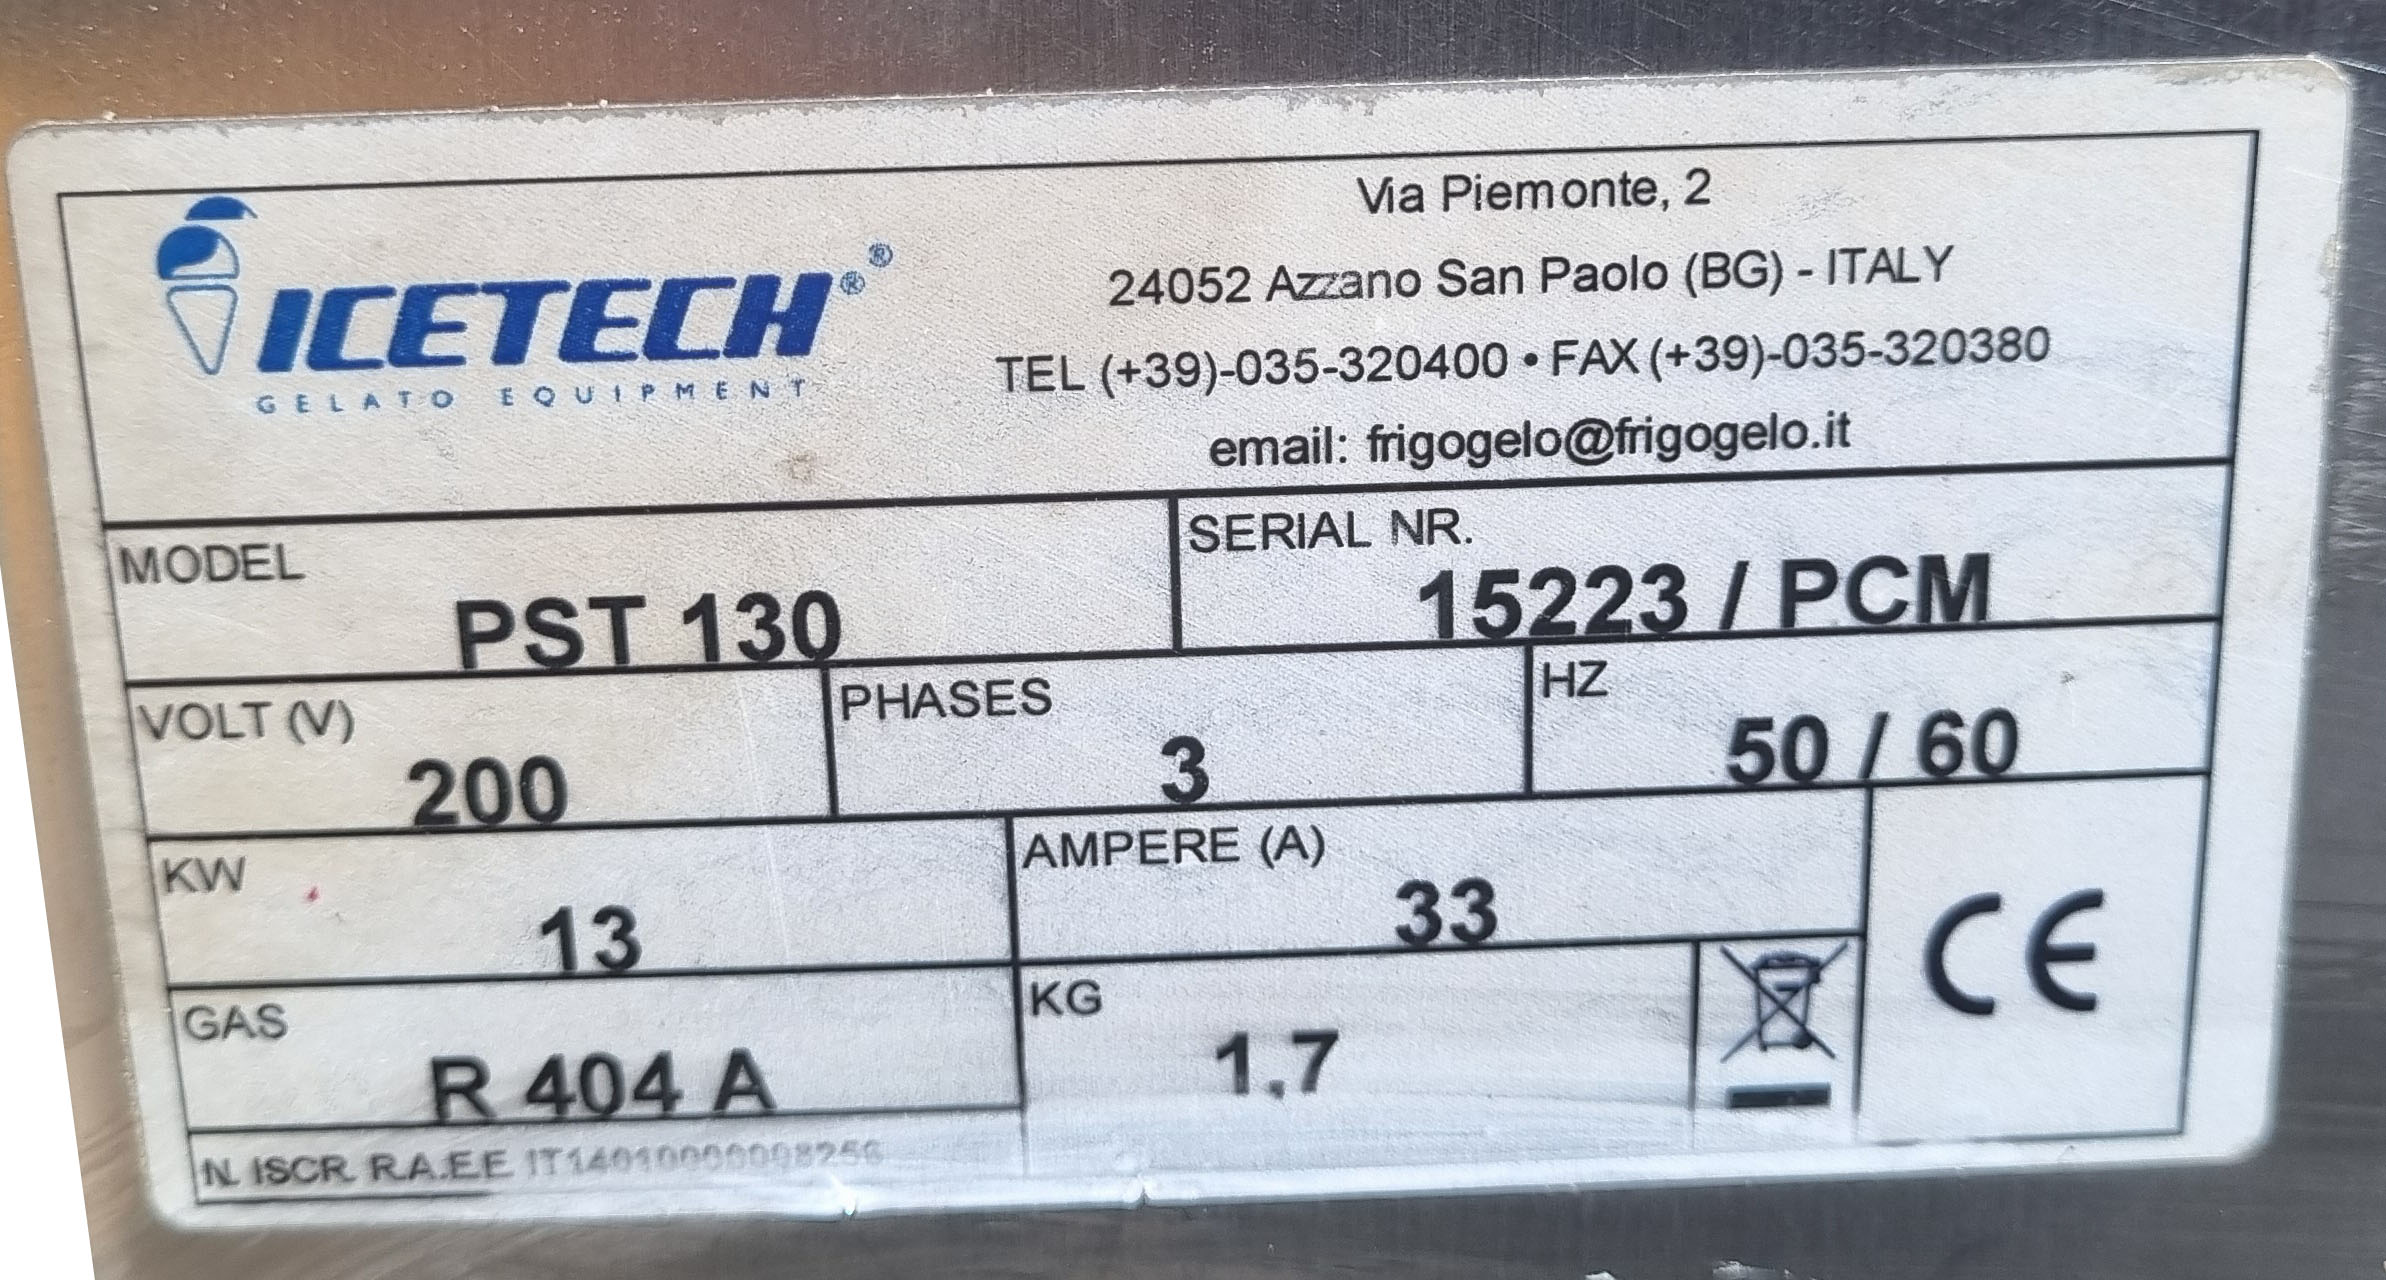 ICETECH®®
GELATO EQUIPMENT
Via Piemonte, 2
24052 Azzano San Paolo (BG) - ITALY
TEL (+39)-035-320400 • FAX (+39)-035-320380
email: frigogelo@frigogelo.it
MODEL
PST 130
SERIAL NR.
15223 / PCM
VOLT (V)
200
PHASES
3
HZ
50 / 60
KW
13
AMPERE (A)
33
GAS
R 404 A
KG
1,7
CE
N. ISCR. R.A.E.E